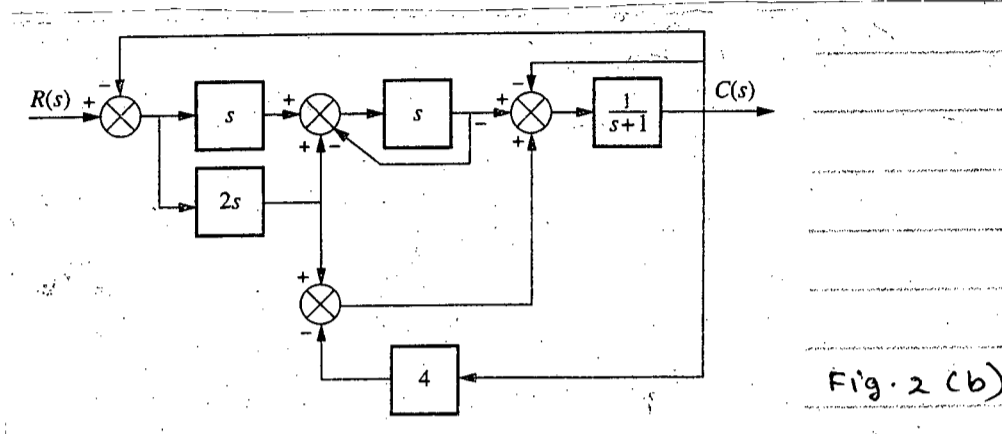 R(s)
+
-
s
+
+
-
s
-
+
-
+
1
s+1
C(s)
2s
+
-
4
Fig. 2 (b)